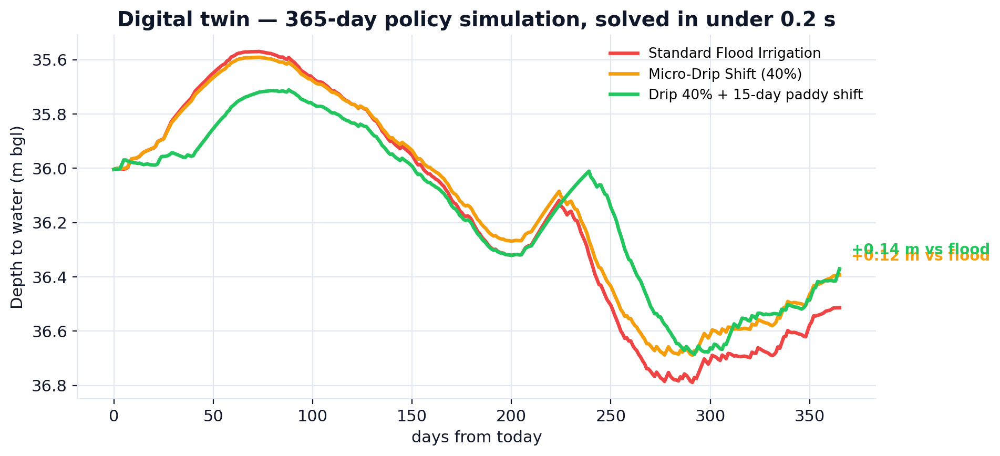 Digital twin — 365-day policy simulation, solved in under 0.2 s
Standard Flood Irrigation
Micro-Drip Shift (40%)
Drip 40% + 15-day paddy shift
Depth to water (m bgl)
35.6
35.8
36.0
36.2
36.4
36.6
36.8
+0.14 m vs flood
+0.12 m vs flood
0 50 100 150 200 250 300 350
days from today